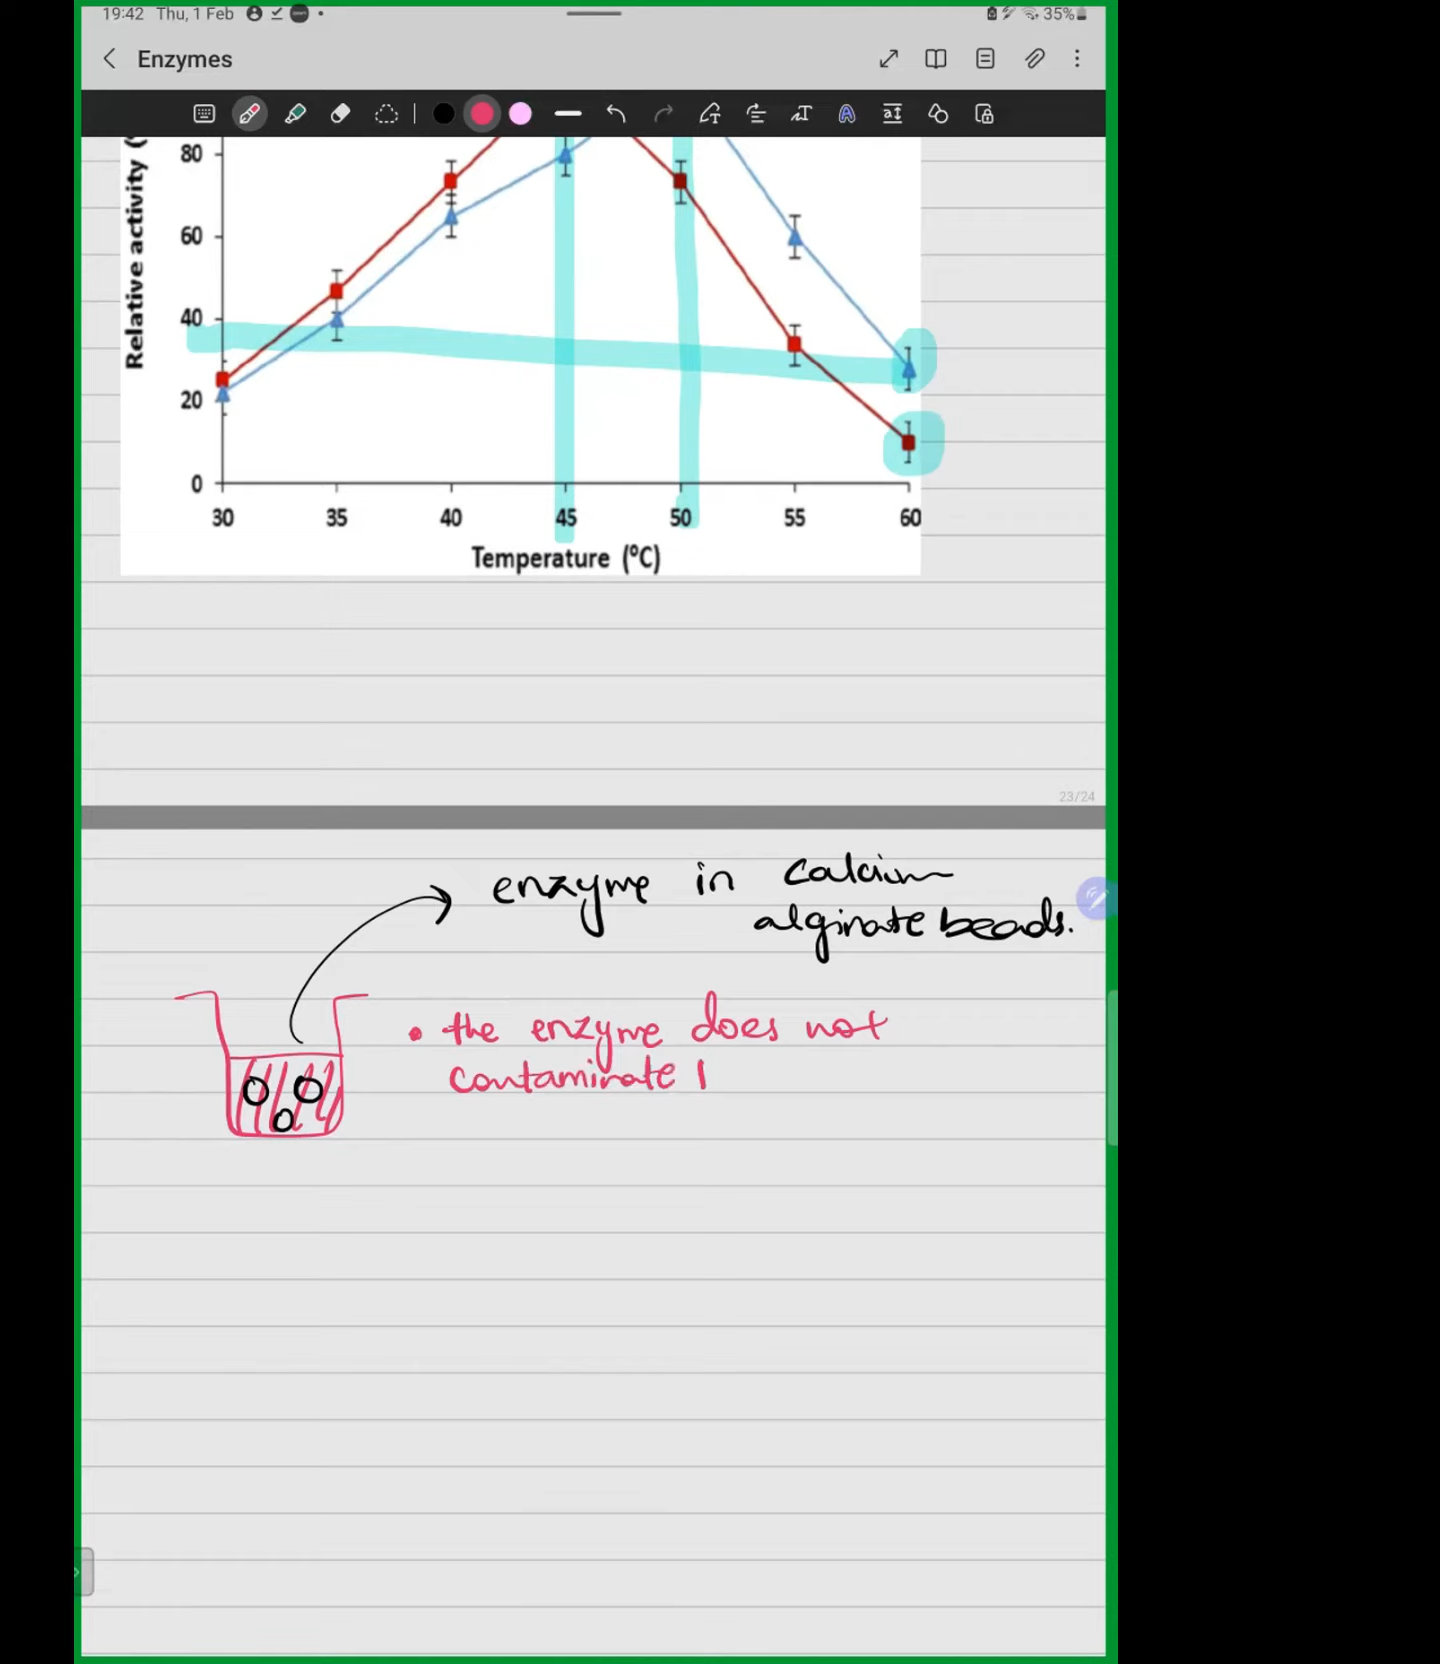 19:42 Thu, 1 Feb 35%
Enzymes
Relative activity (
80
60
40
20
0
30 35 40 45 50 55 60
Temperature (°C)
23/24
enzyme in calcium
alginate beads.
• the enzyme does not
contaminate